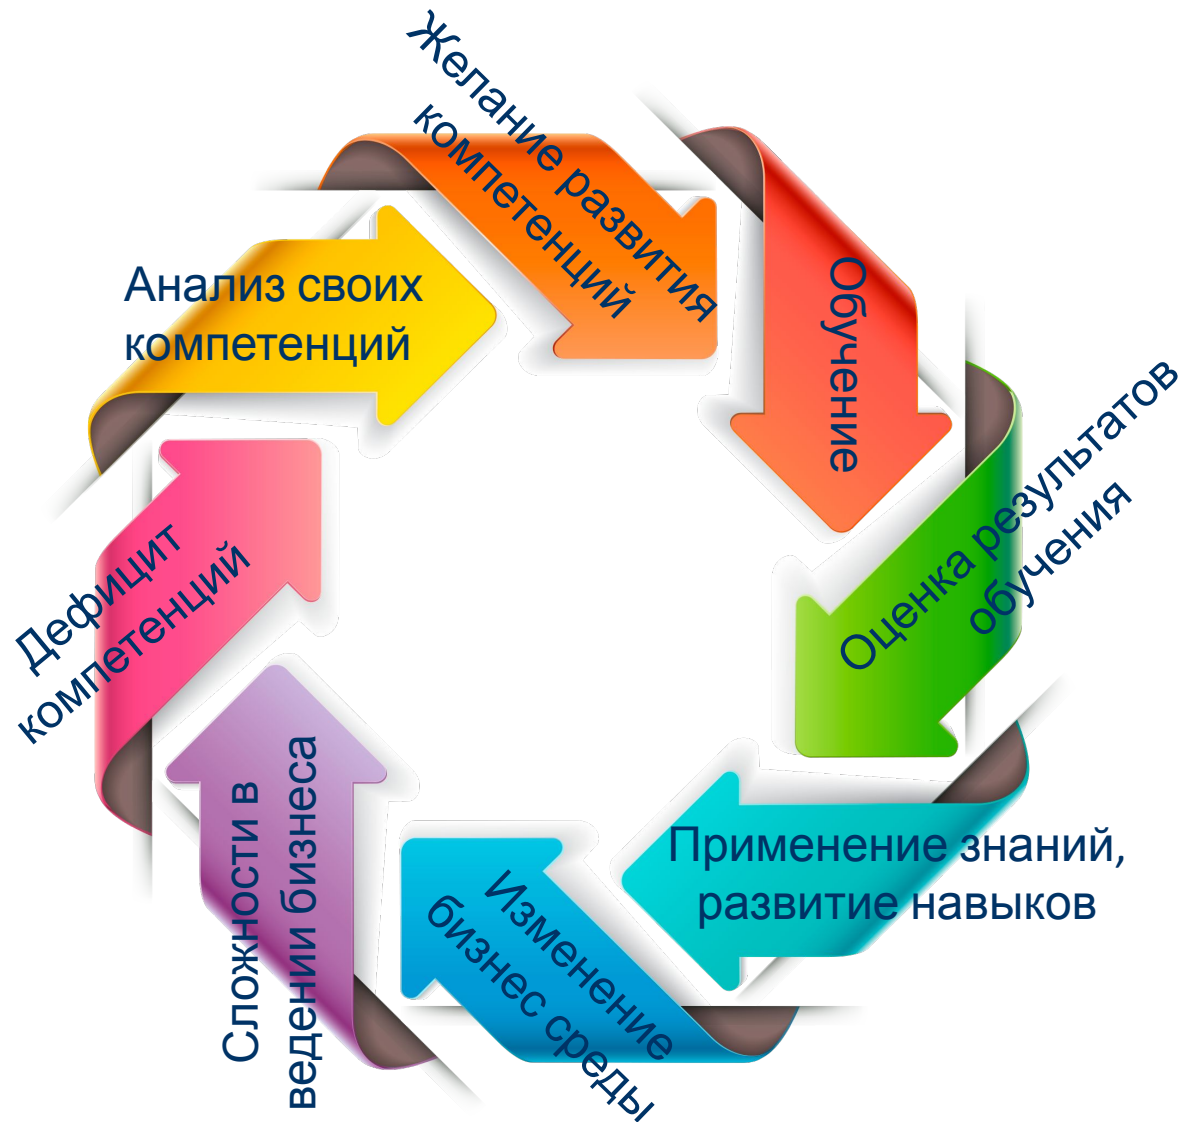 Желание развития
компетенций
Обучение
Оценка результатов
обучения
Применение знаний,
развитие навыков
Изменение
бизнес среды
Сложности в
ведении бизнеса
Дефицит
компетенций
Анализ своих
компетенций